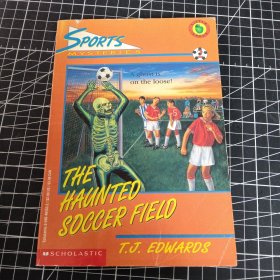 SPORTS
MYSTERIES
A ghost is
on the loose!
THE
HAUNTED
SOCCER FIELD
SCHOLASTIC
T.J. EDWARDS